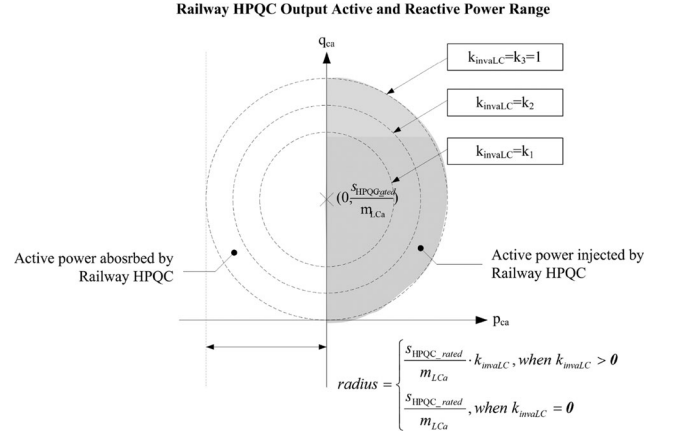 Railway HPQC Output Active and Reactive Power Range
q_ca
k_invaLC=k_3=1
k_invaLC=k_2
k_invaLC=k_1
(0, s_HPQC_rated / m_LCa)
Active power abosrbed by
Railway HPQC
Active power injected by
Railway HPQC
p_ca
radius = { s_HPQC_rated / m_LCa · k_invaLC, when k_invaLC > 0
s_HPQC_rated / m_LCa, when k_invaLC = 0